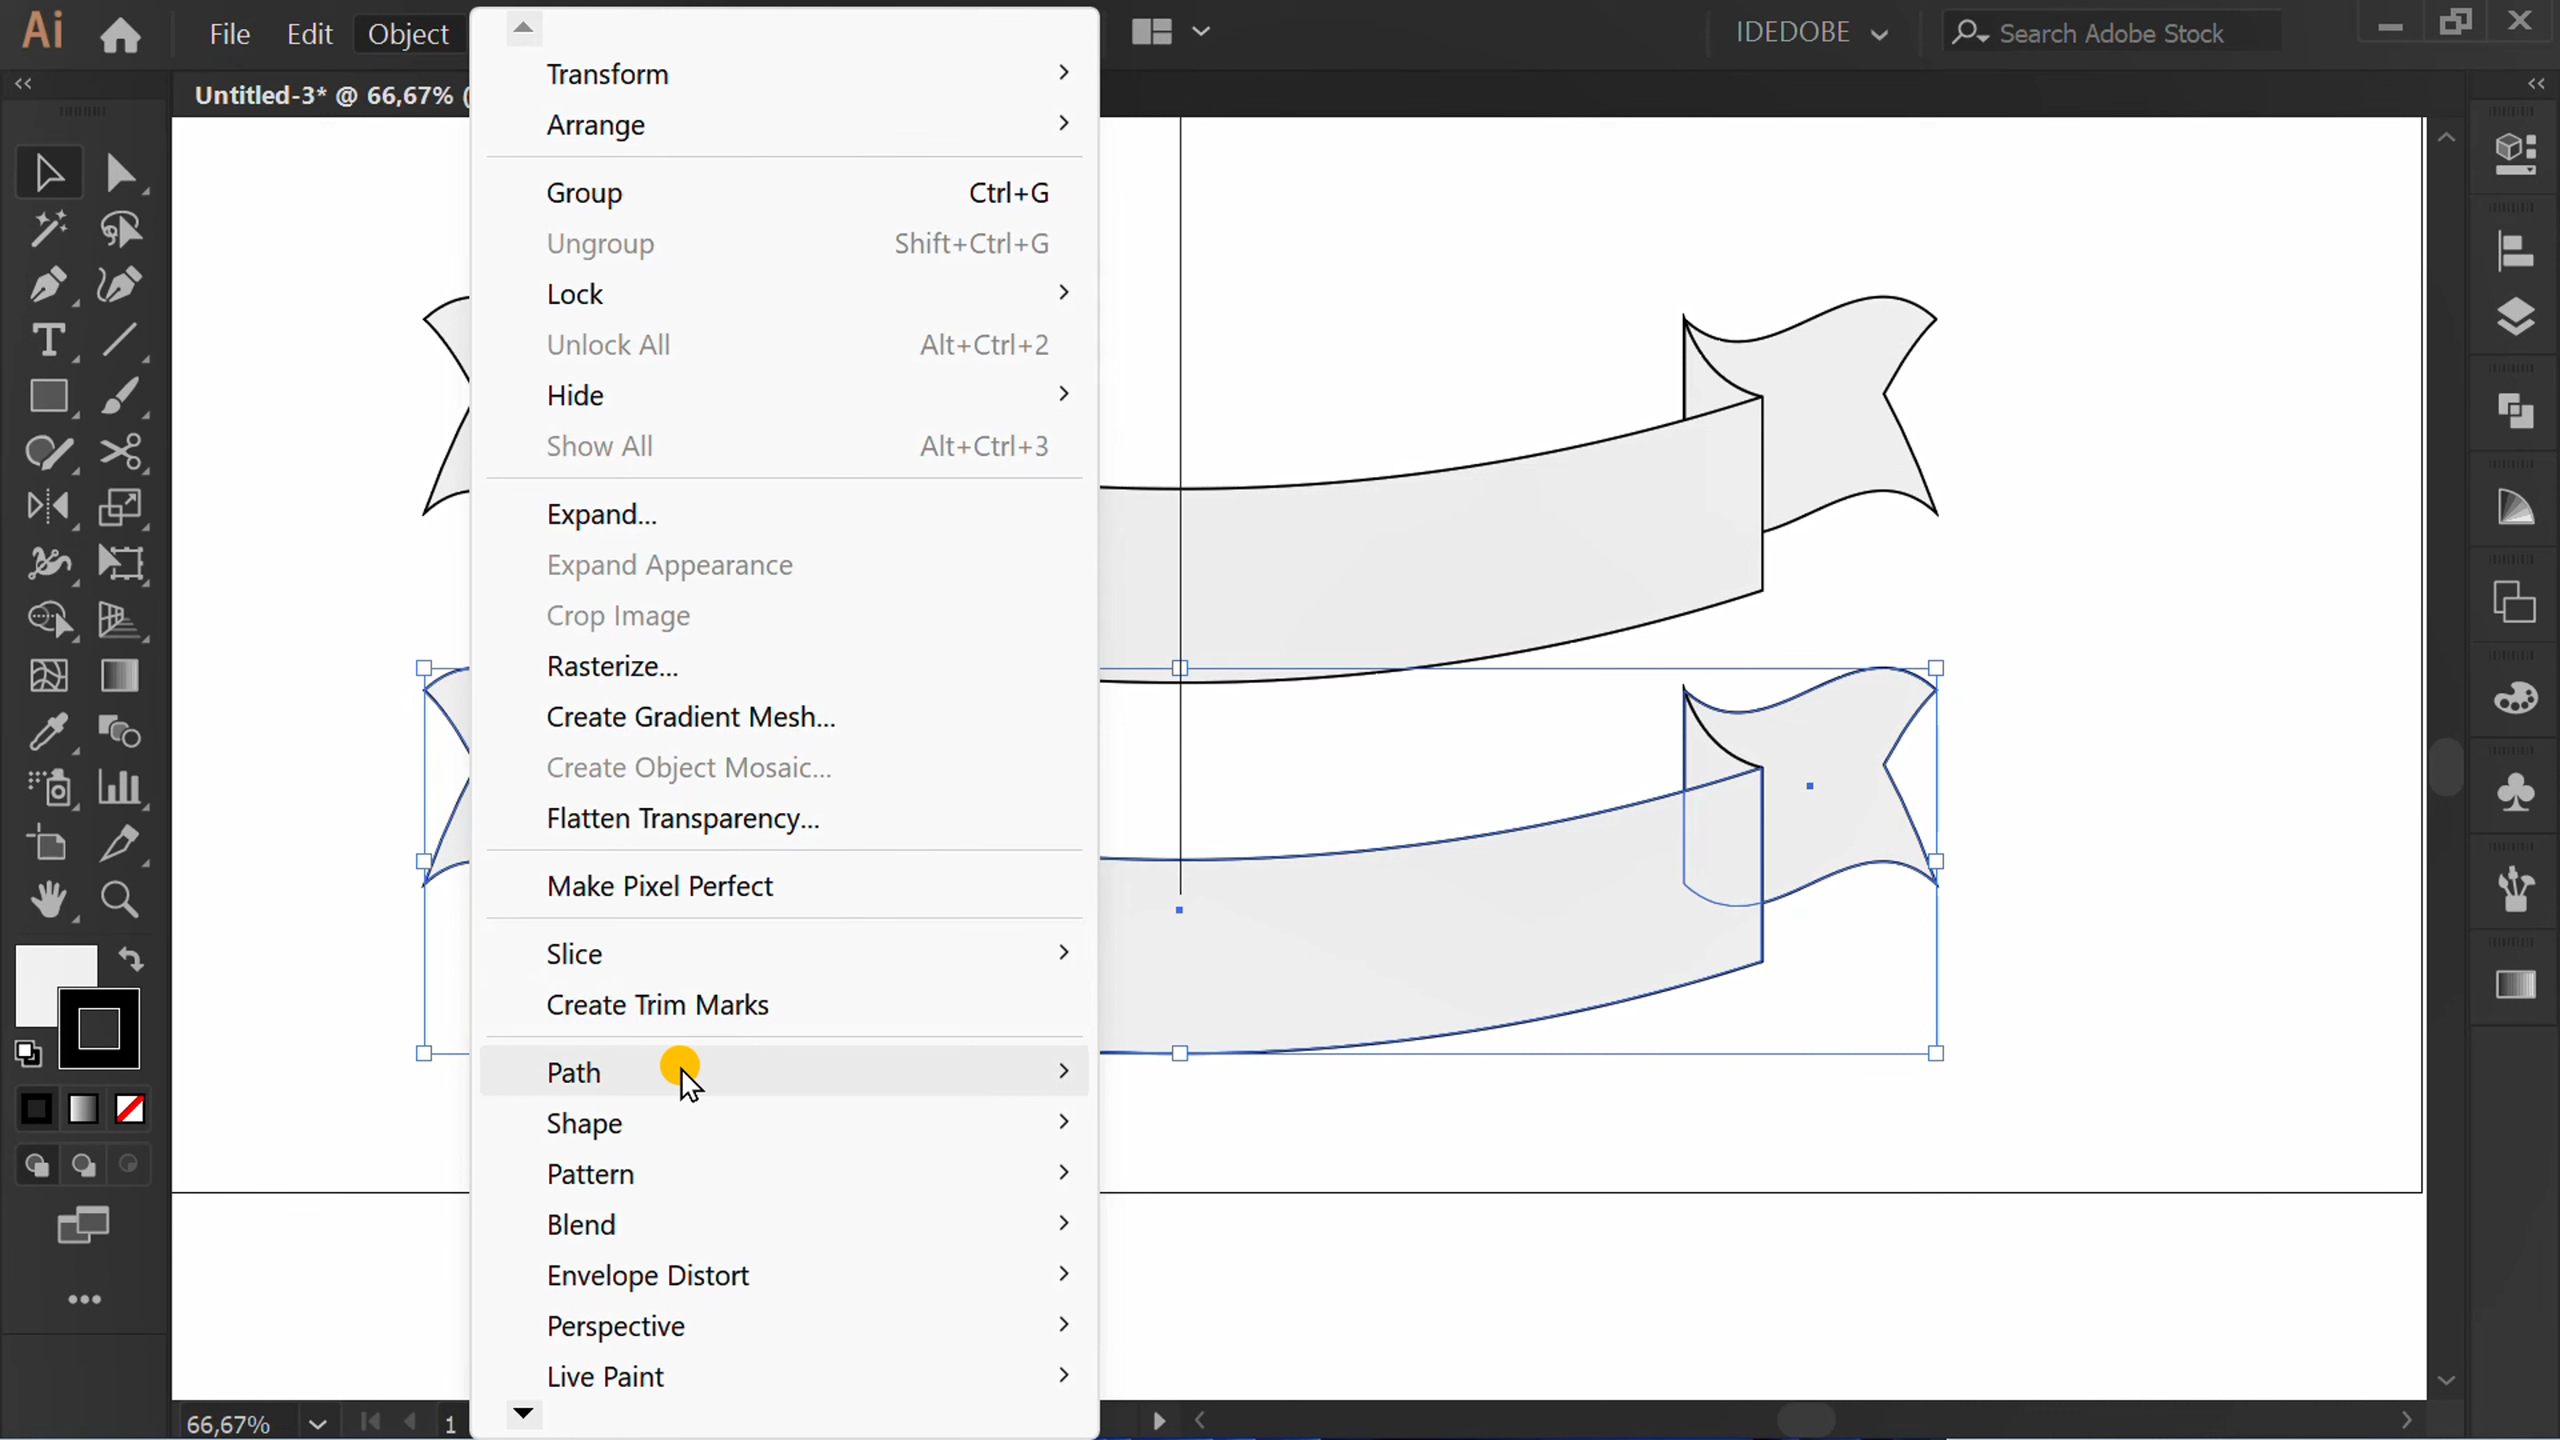 Ai File Edit Object IDEDOBE Search Adobe Stock
Untitled-3* @ 66,67% (
Transform
Arrange
Group Ctrl+G
Ungroup Shift+Ctrl+G
Lock
Unlock All Alt+Ctrl+2
Hide
Show All Alt+Ctrl+3
Expand...
Expand Appearance
Crop Image
Rasterize...
Create Gradient Mesh...
Create Object Mosaic...
Flatten Transparency...
Make Pixel Perfect
Slice
Create Trim Marks
Path
Shape
Pattern
Blend
Envelope Distort
Perspective
Live Paint
66,67% 1